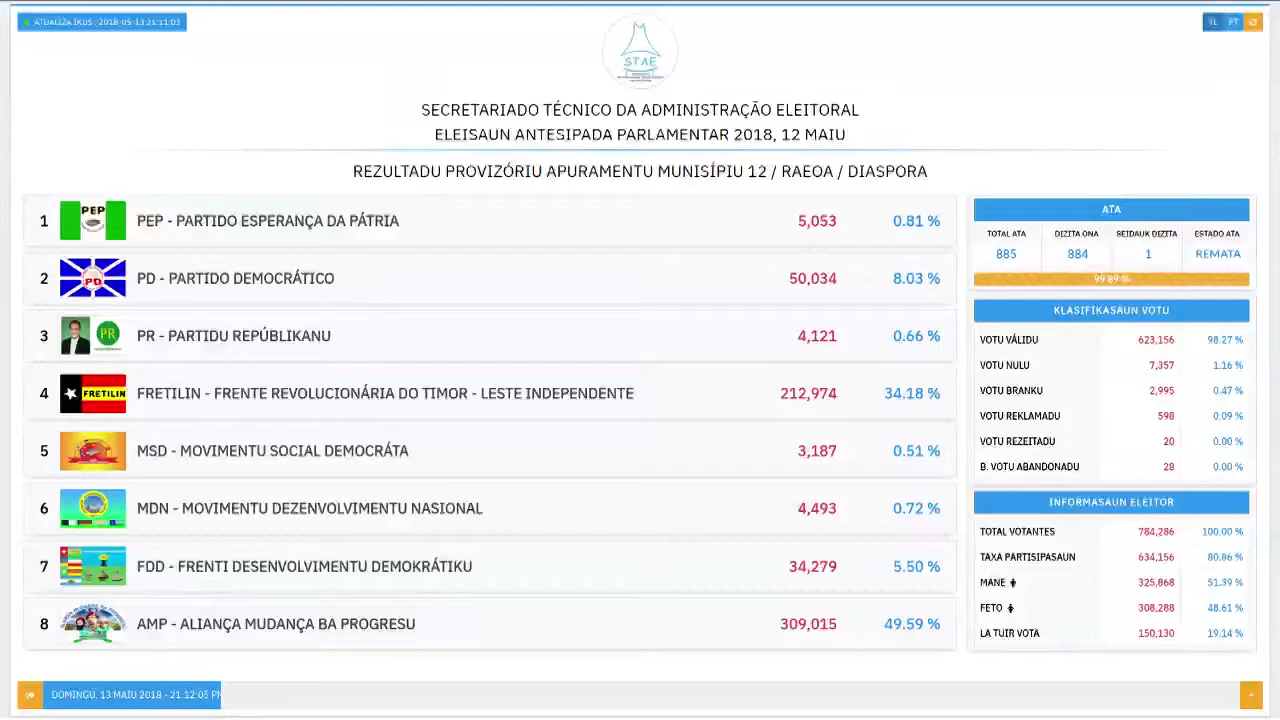 ATUALIZA IKUS : 2018-05-13 21:11:03
TL PT
STAE
SECRETARIADO TÉCNICO DA ADMINISTRAÇÃO ELEITORAL
ELEISAUN ANTESIPADA PARLAMENTAR 2018, 12 MAIU
REZULTADU PROVIZÓRIU APURAMENTU MUNISÍPIU 12 / RAEOA / DIASPORA
1 PEP PEP - PARTIDO ESPERANÇA DA PÁTRIA 5,053 0.81 %
2 PD PD - PARTIDO DEMOCRÁTICO 50,034 8.03 %
3 PR PR - PARTIDU REPÚBLIKANU 4,121 0.66 %
4 FRETILIN FRETILIN - FRENTE REVOLUCIONÁRIA DO TIMOR - LESTE INDEPENDENTE 212,974 34.18 %
5 MSD - MOVIMENTU SOCIAL DEMOCRÁTA 3,187 0.51 %
6 MDN - MOVIMENTU DEZENVOLVIMENTU NASIONAL 4,493 0.72 %
7 FDD - FRENTI DESENVOLVIMENTU DEMOKRÁTIKU 34,279 5.50 %
8 AMP - ALIANÇA MUDANÇA BA PROGRESU 309,015 49.59 %
ATA
TOTAL ATA DIZITA ONA SEIDAUK DIZITA ESTADO ATA
885 884 1 REMATA
99.89 %
KLASIFIKASAUN VOTU
VOTU VÁLIDU 623,156 98.27 %
VOTU NULU 7,357 1.16 %
VOTU BRANKU 2,995 0.47 %
VOTU REKLAMADU 598 0.09 %
VOTU REZEITADU 20 0.00 %
B. VOTU ABANDONADU 28 0.00 %
INFORMASAUN ELEITOR
TOTAL VOTANTES 784,286 100.00 %
TAXA PARTISIPASAUN 634,156 80.86 %
MANE 325,868 51.39 %
FETO 308,288 48.61 %
LA TUIR VOTA 150,130 19.14 %
DOMINGU, 13 MAIU 2018 - 21:12:05 PM